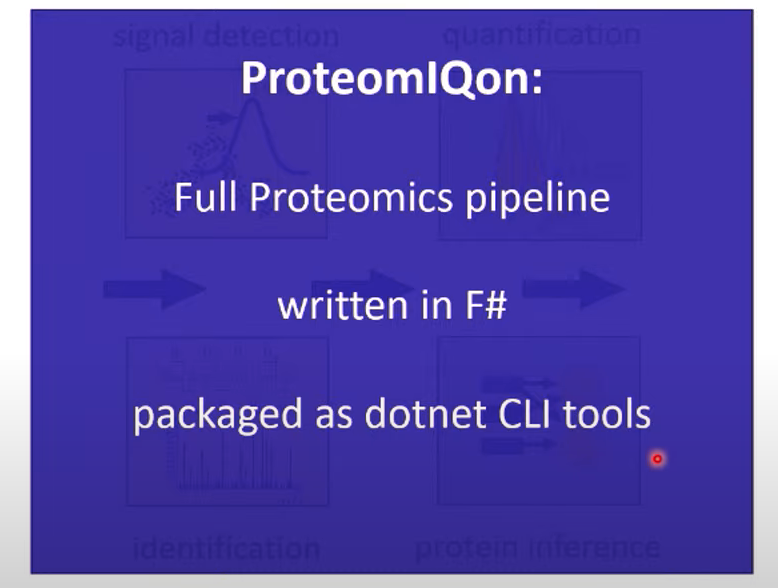 signal detection
quantification
ProteomIQon:
Full Proteomics pipeline
written in F#
packaged as dotnet CLI tools
identification
protein inference